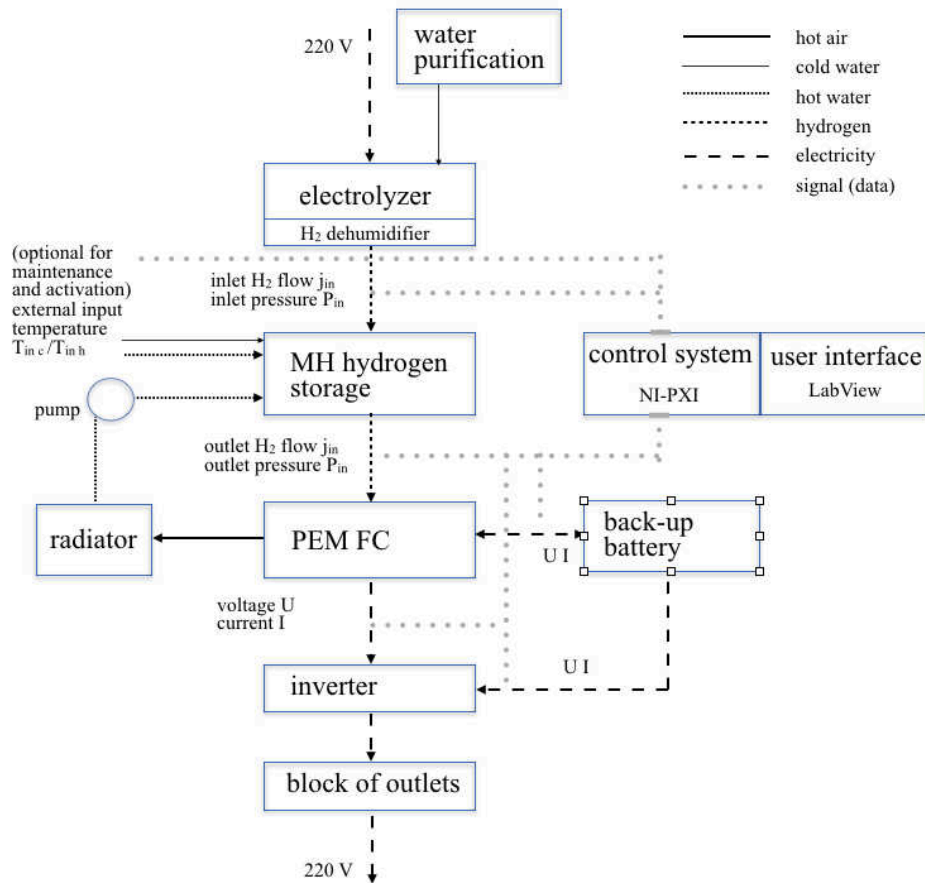 220 V
water
purification
hot air
cold water
hot water
hydrogen
electricity
signal (data)
electrolyzer
H₂ dehumidifier
(optional for
maintenance
and activation)
external input
temperature
T_in c /T_in h
inlet H₂ flow j_in
inlet pressure P_in
MH hydrogen
storage
control system
NI-PXI
user interface
LabView
pump
outlet H₂ flow j_in
outlet pressure P_in
radiator
PEM FC
U I
back-up
battery
voltage U
current I
inverter
U I
block of outlets
220 V